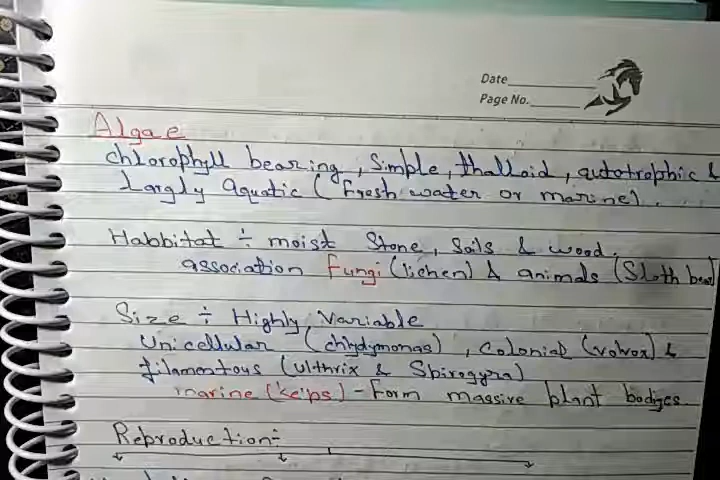 Date
Page No.
Algae
chlorophyll bearing, Simple, thalloid, autotrophic &
Largly aquatic (Fresh water or marine).
Habbitat ÷ moist Stone, Soils & wood.
association Fungi (lichen) & animals (Sloth bear)
Size ÷ Highly Variable
Unicellular (chlydymonas), Colonial (volvox) &
filamentous (Ulthrix & Spirogyra)
marine (kelps) - Form massive plant bodies
Reproduction÷